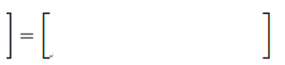 ] = [ ]